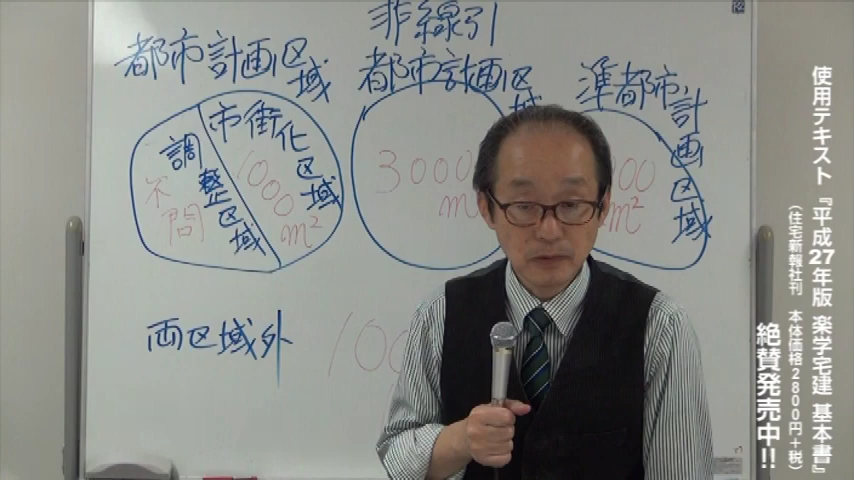 都市計画区域
非線引
都市計画区域
準都市計画区域
市街化区域
1000
m²
調整区域
不問
3000
m
00
m²
両区域外
100
使用テキスト『平成27年版 楽学宅建 基本書』
(住宅新報社刊 本体価格2800円+税)
絶賛発売中!!